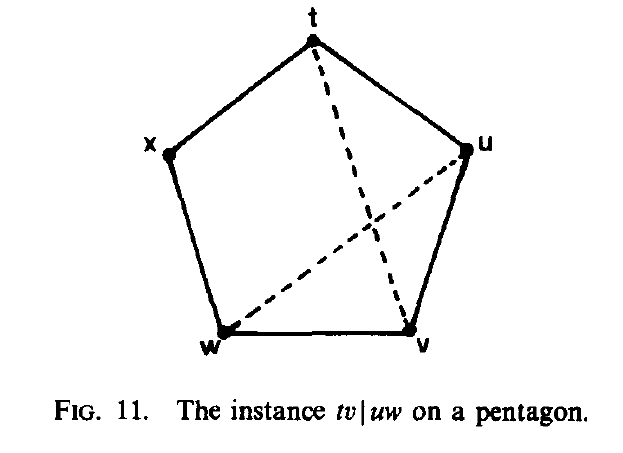 t
x
u
w
v
FIG. 11. The instance tv|uw on a pentagon.